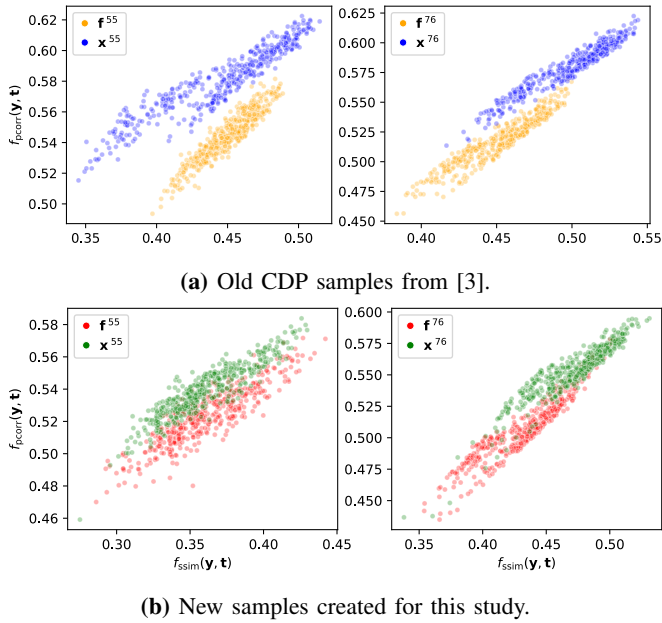 0.62
0.60
0.58
0.56
0.54
0.52
0.50
f_pcorr(y, t)
f 55
x 55
0.35 0.40 0.45 0.50
0.625
0.600
0.575
0.550
0.525
0.500
0.475
0.450
f 76
x 76
0.40 0.45 0.50 0.55
(a) Old CDP samples from [3].
0.58
0.56
0.54
0.52
0.50
0.48
0.46
f_pcorr(y, t)
f 55
x 55
0.30 0.35 0.40 0.45
f_ssim(y, t)
0.600
0.575
0.550
0.525
0.500
0.475
0.450
f 76
x 76
0.35 0.40 0.45 0.50
f_ssim(y, t)
(b) New samples created for this study.